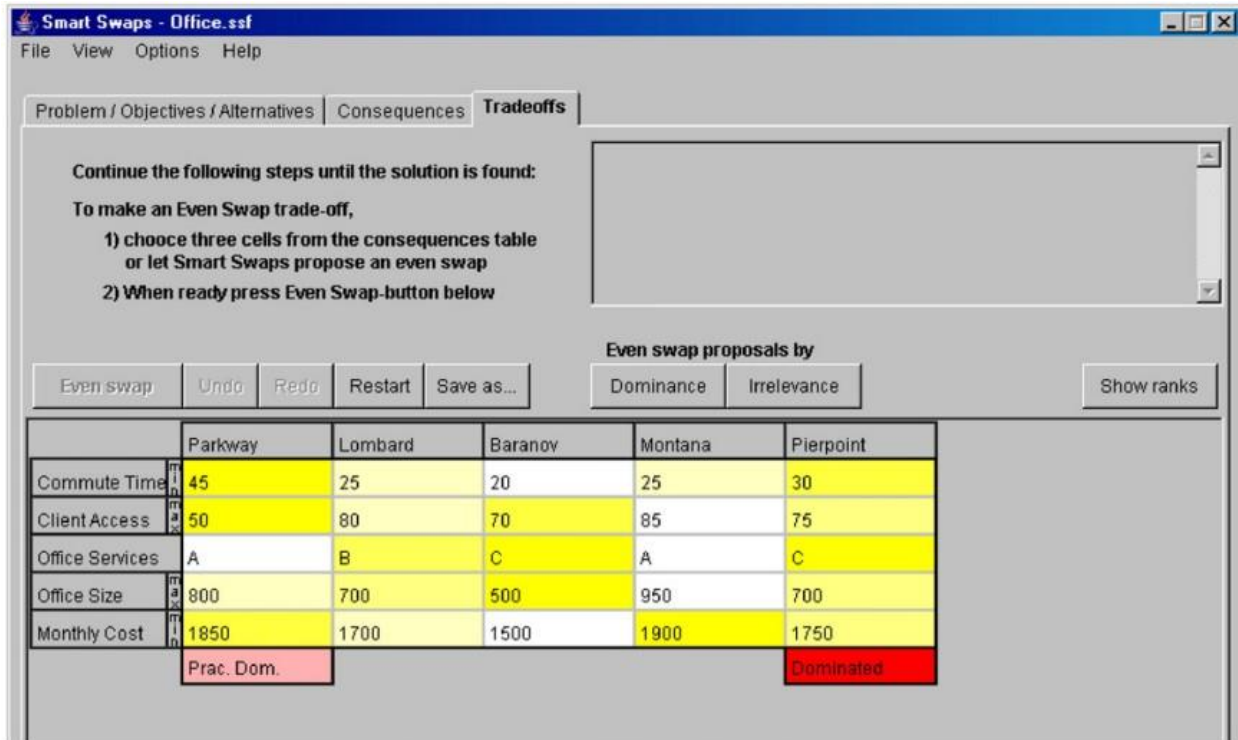 Smart Swaps - Office.ssf
File View Options Help
Problem / Objectives / Alternatives Consequences Tradeoffs
Continue the following steps until the solution is found:
To make an Even Swap trade-off,
1) chooce three cells from the consequences table
or let Smart Swaps propose an even swap
2) When ready press Even Swap-button below
Even swap proposals by
Even swap Undo Redo Restart Save as... Dominance Irrelevance Show ranks
Parkway Lombard Baranov Montana Pierpoint
Commute Time min 45 25 20 25 30
Client Access max 50 80 70 85 75
Office Services A B C A C
Office Size max 800 700 500 950 700
Monthly Cost min 1850 1700 1500 1900 1750
Prac. Dom. Dominated